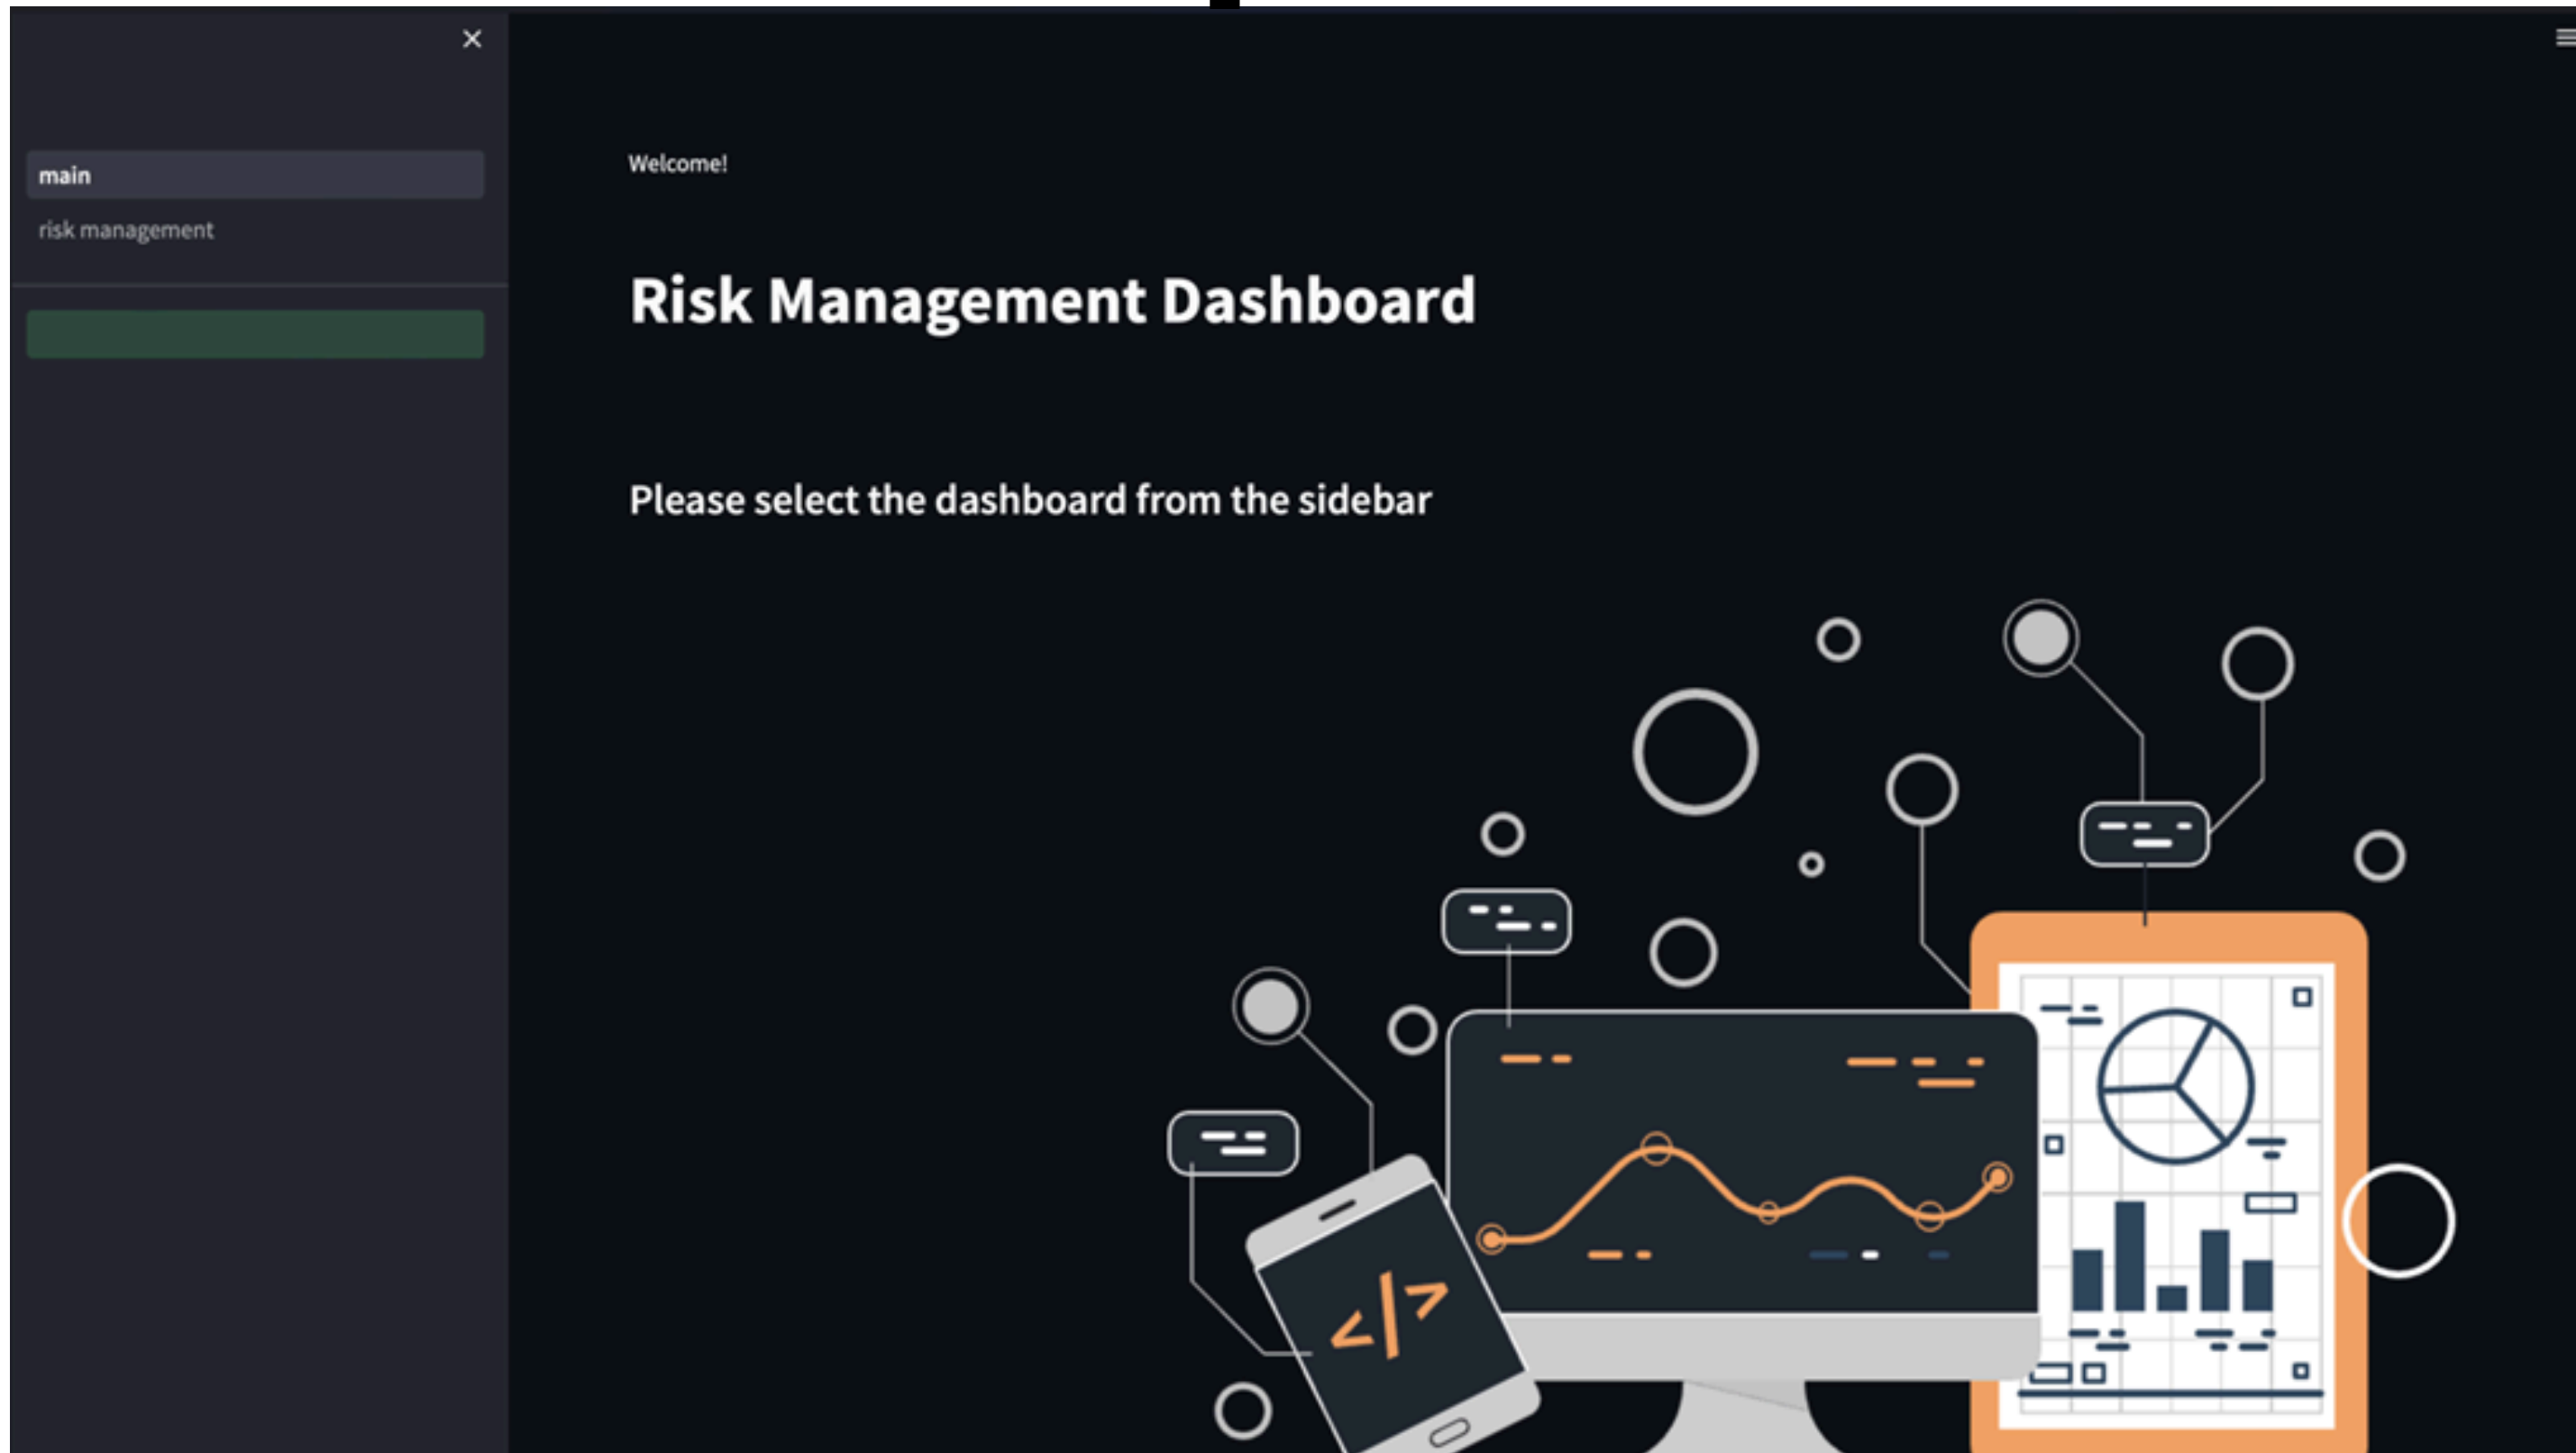 main
risk management
Welcome!
Risk Management Dashboard
Please select the dashboard from the sidebar
</>